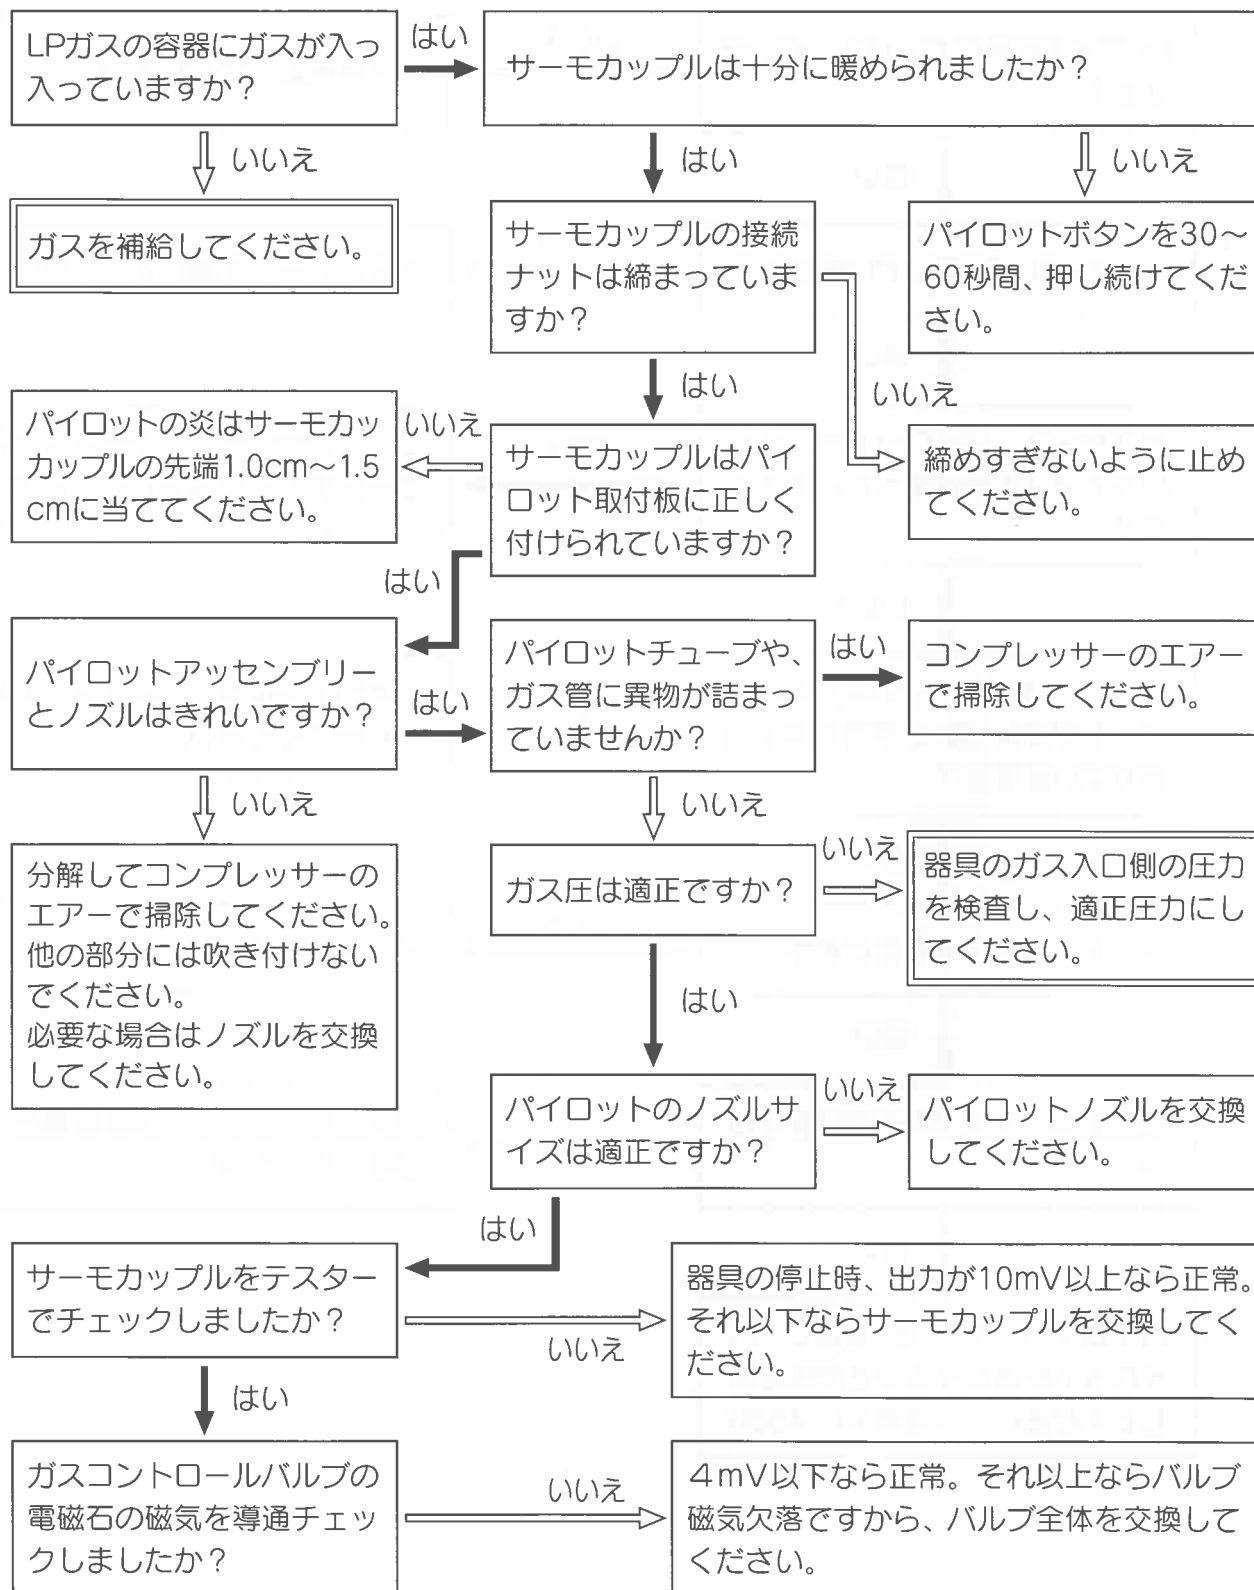 LPガスの容器にガスが入っ
入っていますか？
はい
サーモカップルは十分に暖められましたか？
いいえ
はい
いいえ
ガスを補給してください。
サーモカップルの接続
ナットは締まっていま
すか？
パイロットボタンを30～
60秒間、押し続けてくだ
さい。
はい
いいえ
パイロットの炎はサーモカッ
カップルの先端1.0cm～1.5
cmに当ててください。
いいえ
サーモカップルはパイ
ロット取付板に正しく
付けられていますか？
締めすぎないように止め
てください。
はい
パイロットアッセンブリー
とノズルはきれいですか？
はい
パイロットチューブや、
ガス管に異物が詰まっ
ていませんか？
はい
コンプレッサーのエアー
で掃除してください。
いいえ
いいえ
分解してコンプレッサーの
エアーで掃除してください。
他の部分には吹き付けない
でください。
必要な場合はノズルを交換
してください。
ガス圧は適正ですか？
いいえ
器具のガス入口側の圧力
を検査し、適正圧力にし
てください。
はい
パイロットのノズルサ
イズは適正ですか？
いいえ
パイロットノズルを交換
してください。
はい
サーモカップルをテスター
でチェックしましたか？
いいえ
器具の停止時、出力が10mV以上なら正常。
それ以下ならサーモカップルを交換してく
ださい。
はい
ガスコントロールバルブの
電磁石の磁気を導通チェッ
クしましたか？
いいえ
4mV以下なら正常。それ以上ならバルブ
磁気欠落ですから、バルブ全体を交換して
ください。